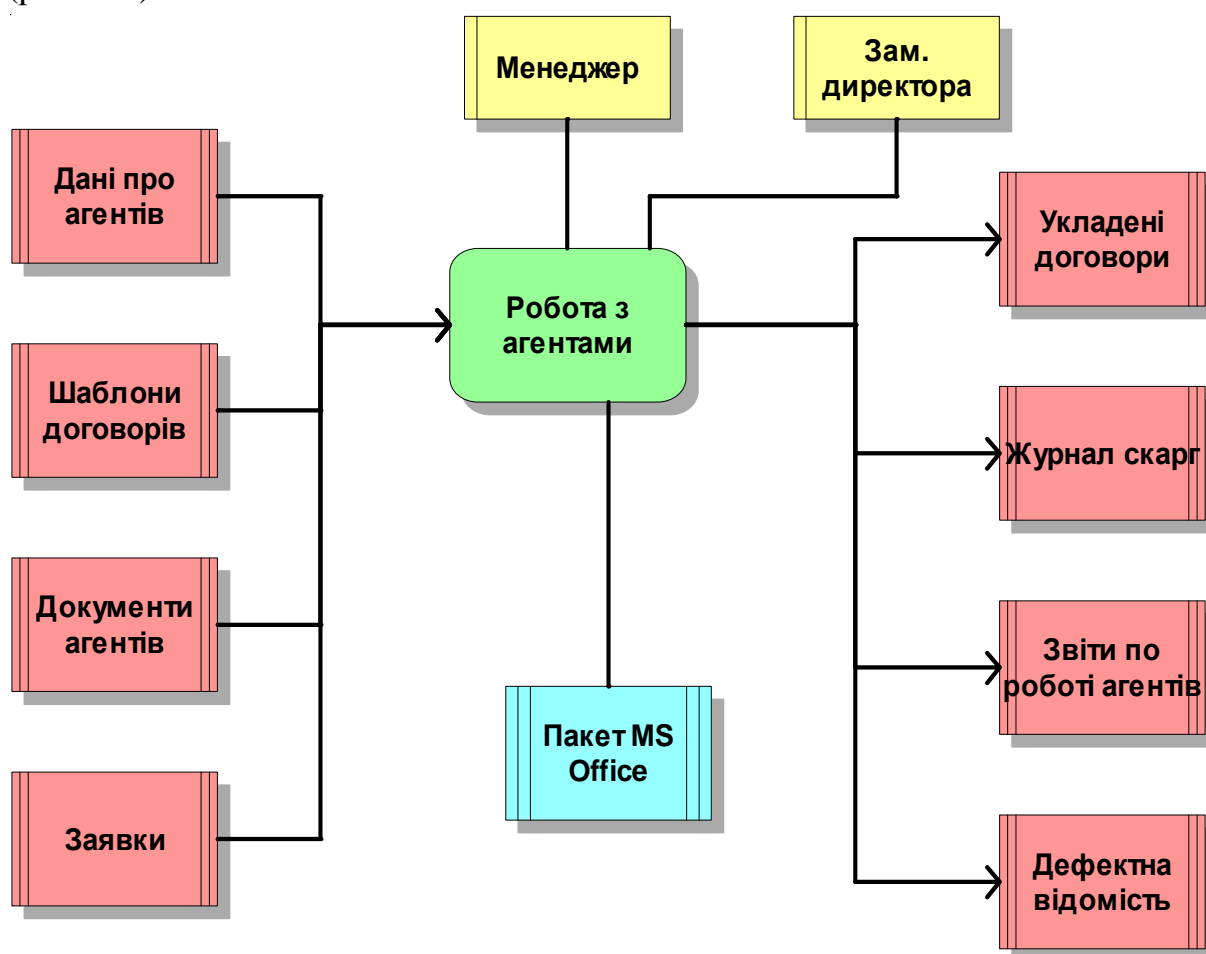 Менеджер
Зам.
директора
Дані про
агентів
Укладені
договори
Робота з
агентами
Шаблони
договорів
Журнал скарг
Документи
агентів
Звіти по
роботі агентів
Пакет MS
Office
Заявки
Дефектна
відомість